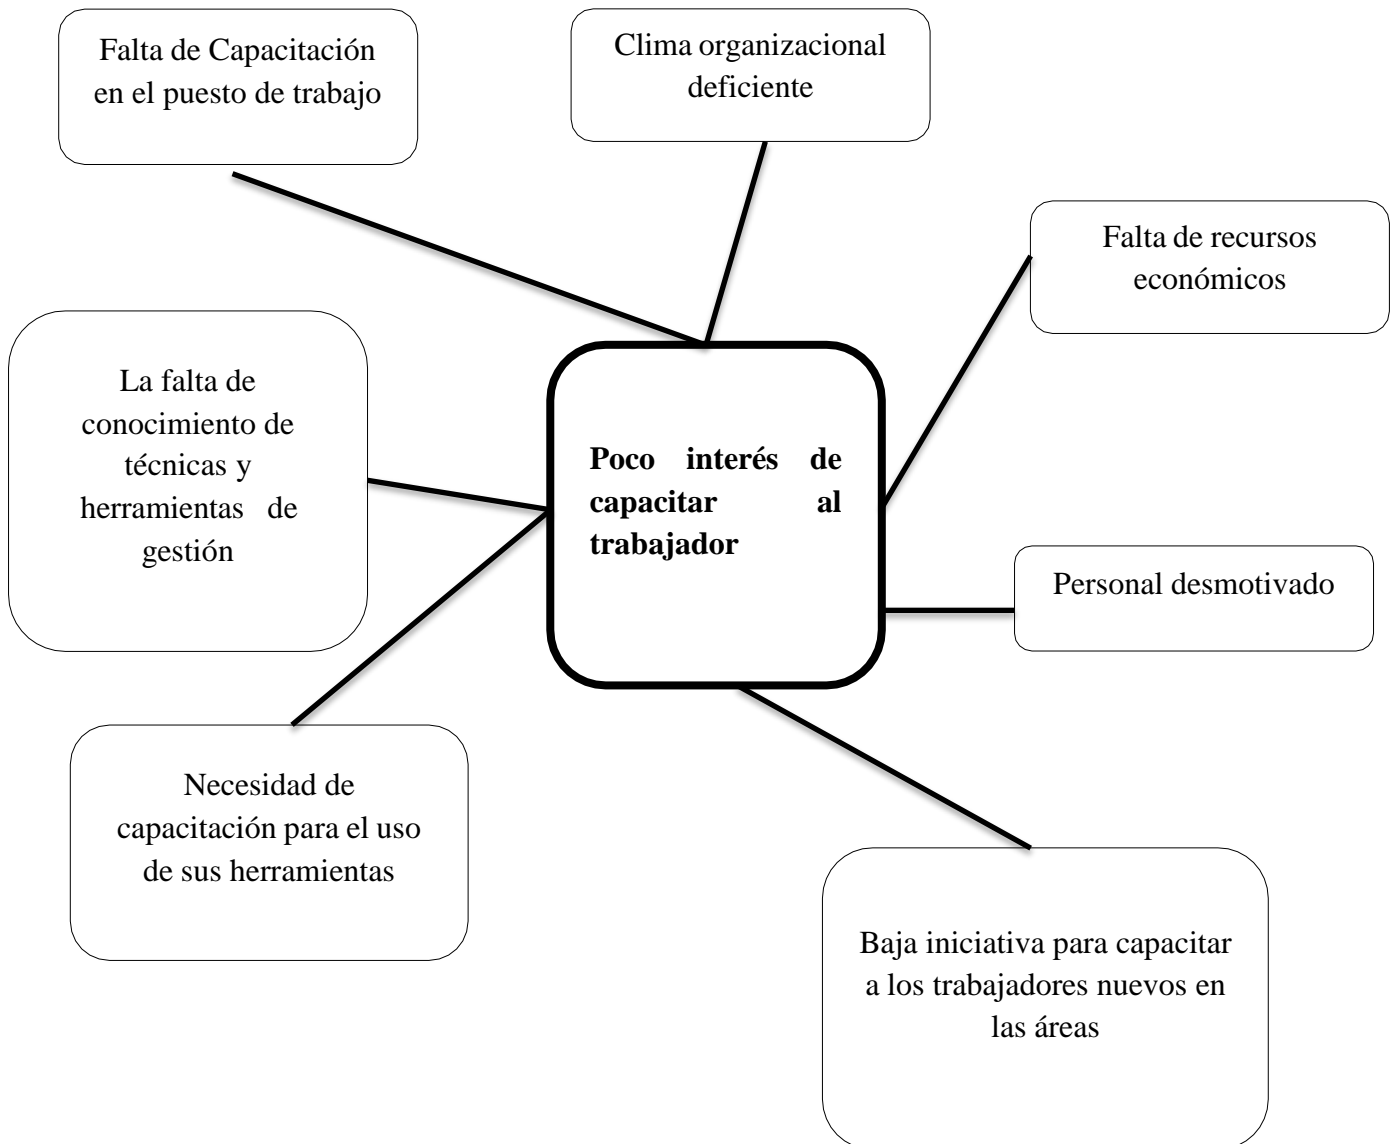 Falta de Capacitación
en el puesto de trabajo
Clima organizacional
deficiente
Falta de recursos
económicos
La falta de
conocimiento de
técnicas y
herramientas de
gestión
Poco interés de
capacitar al
trabajador
Personal desmotivado
Necesidad de
capacitación para el uso
de sus herramientas
Baja iniciativa para capacitar
a los trabajadores nuevos en
las áreas